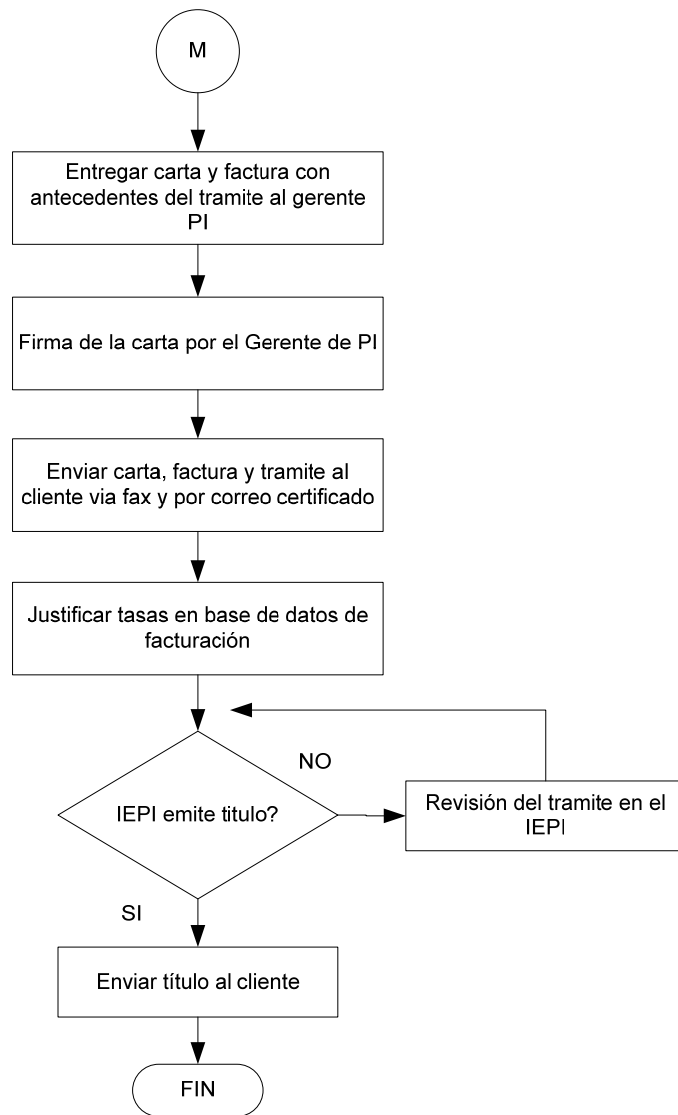 M
Entregar carta y factura con
antecedentes del tramite al gerente
PI
Firma de la carta por el Gerente de PI
Enviar carta, factura y tramite al
cliente via fax y por correo certificado
Justificar tasas en base de datos de
facturación
IEPI emite titulo?
NO
Revisión del tramite en el
IEPI
SI
Enviar título al cliente
FIN